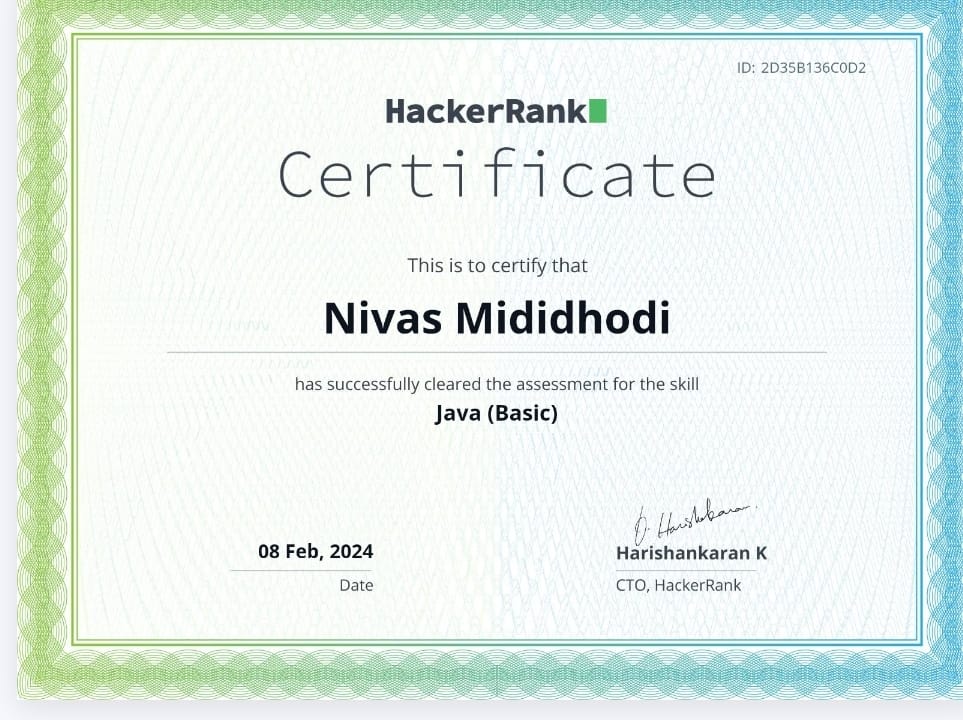 ID: 2D35B136C0D2
HackerRank
Certificate
This is to certify that
Nivas Mididhodi
has successfully cleared the assessment for the skill
Java (Basic)
08 Feb, 2024
Date
Harishankaran K
CTO, HackerRank